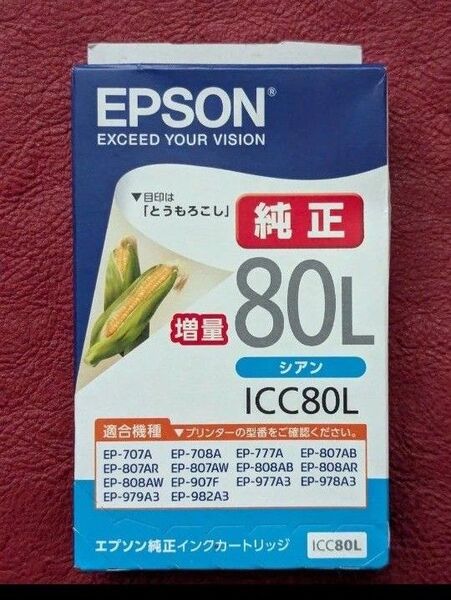 EPSON®
EXCEED YOUR VISION
▼目印は
「とうもろこし」
純正
増量
80L
シアン
ICC80L
適合機種 ▼プリンターの型番をご確認ください。
EP-707A EP-708A EP-777A EP-807AB
EP-807AR EP-807AW EP-808AB EP-808AR
EP-808AW EP-907F EP-977A3 EP-978A3
EP-979A3 EP-982A3
エプソン純正インクカートリッジ ICC80L